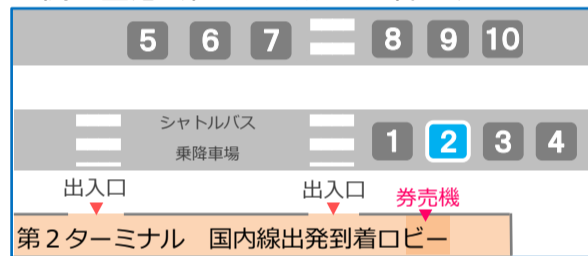 5 6 7 8 9 10
シャトルバス
乗降車場
1 2 3 4
出入口 出入口 券売機
第2ターミナル 国内線出発到着ロビー